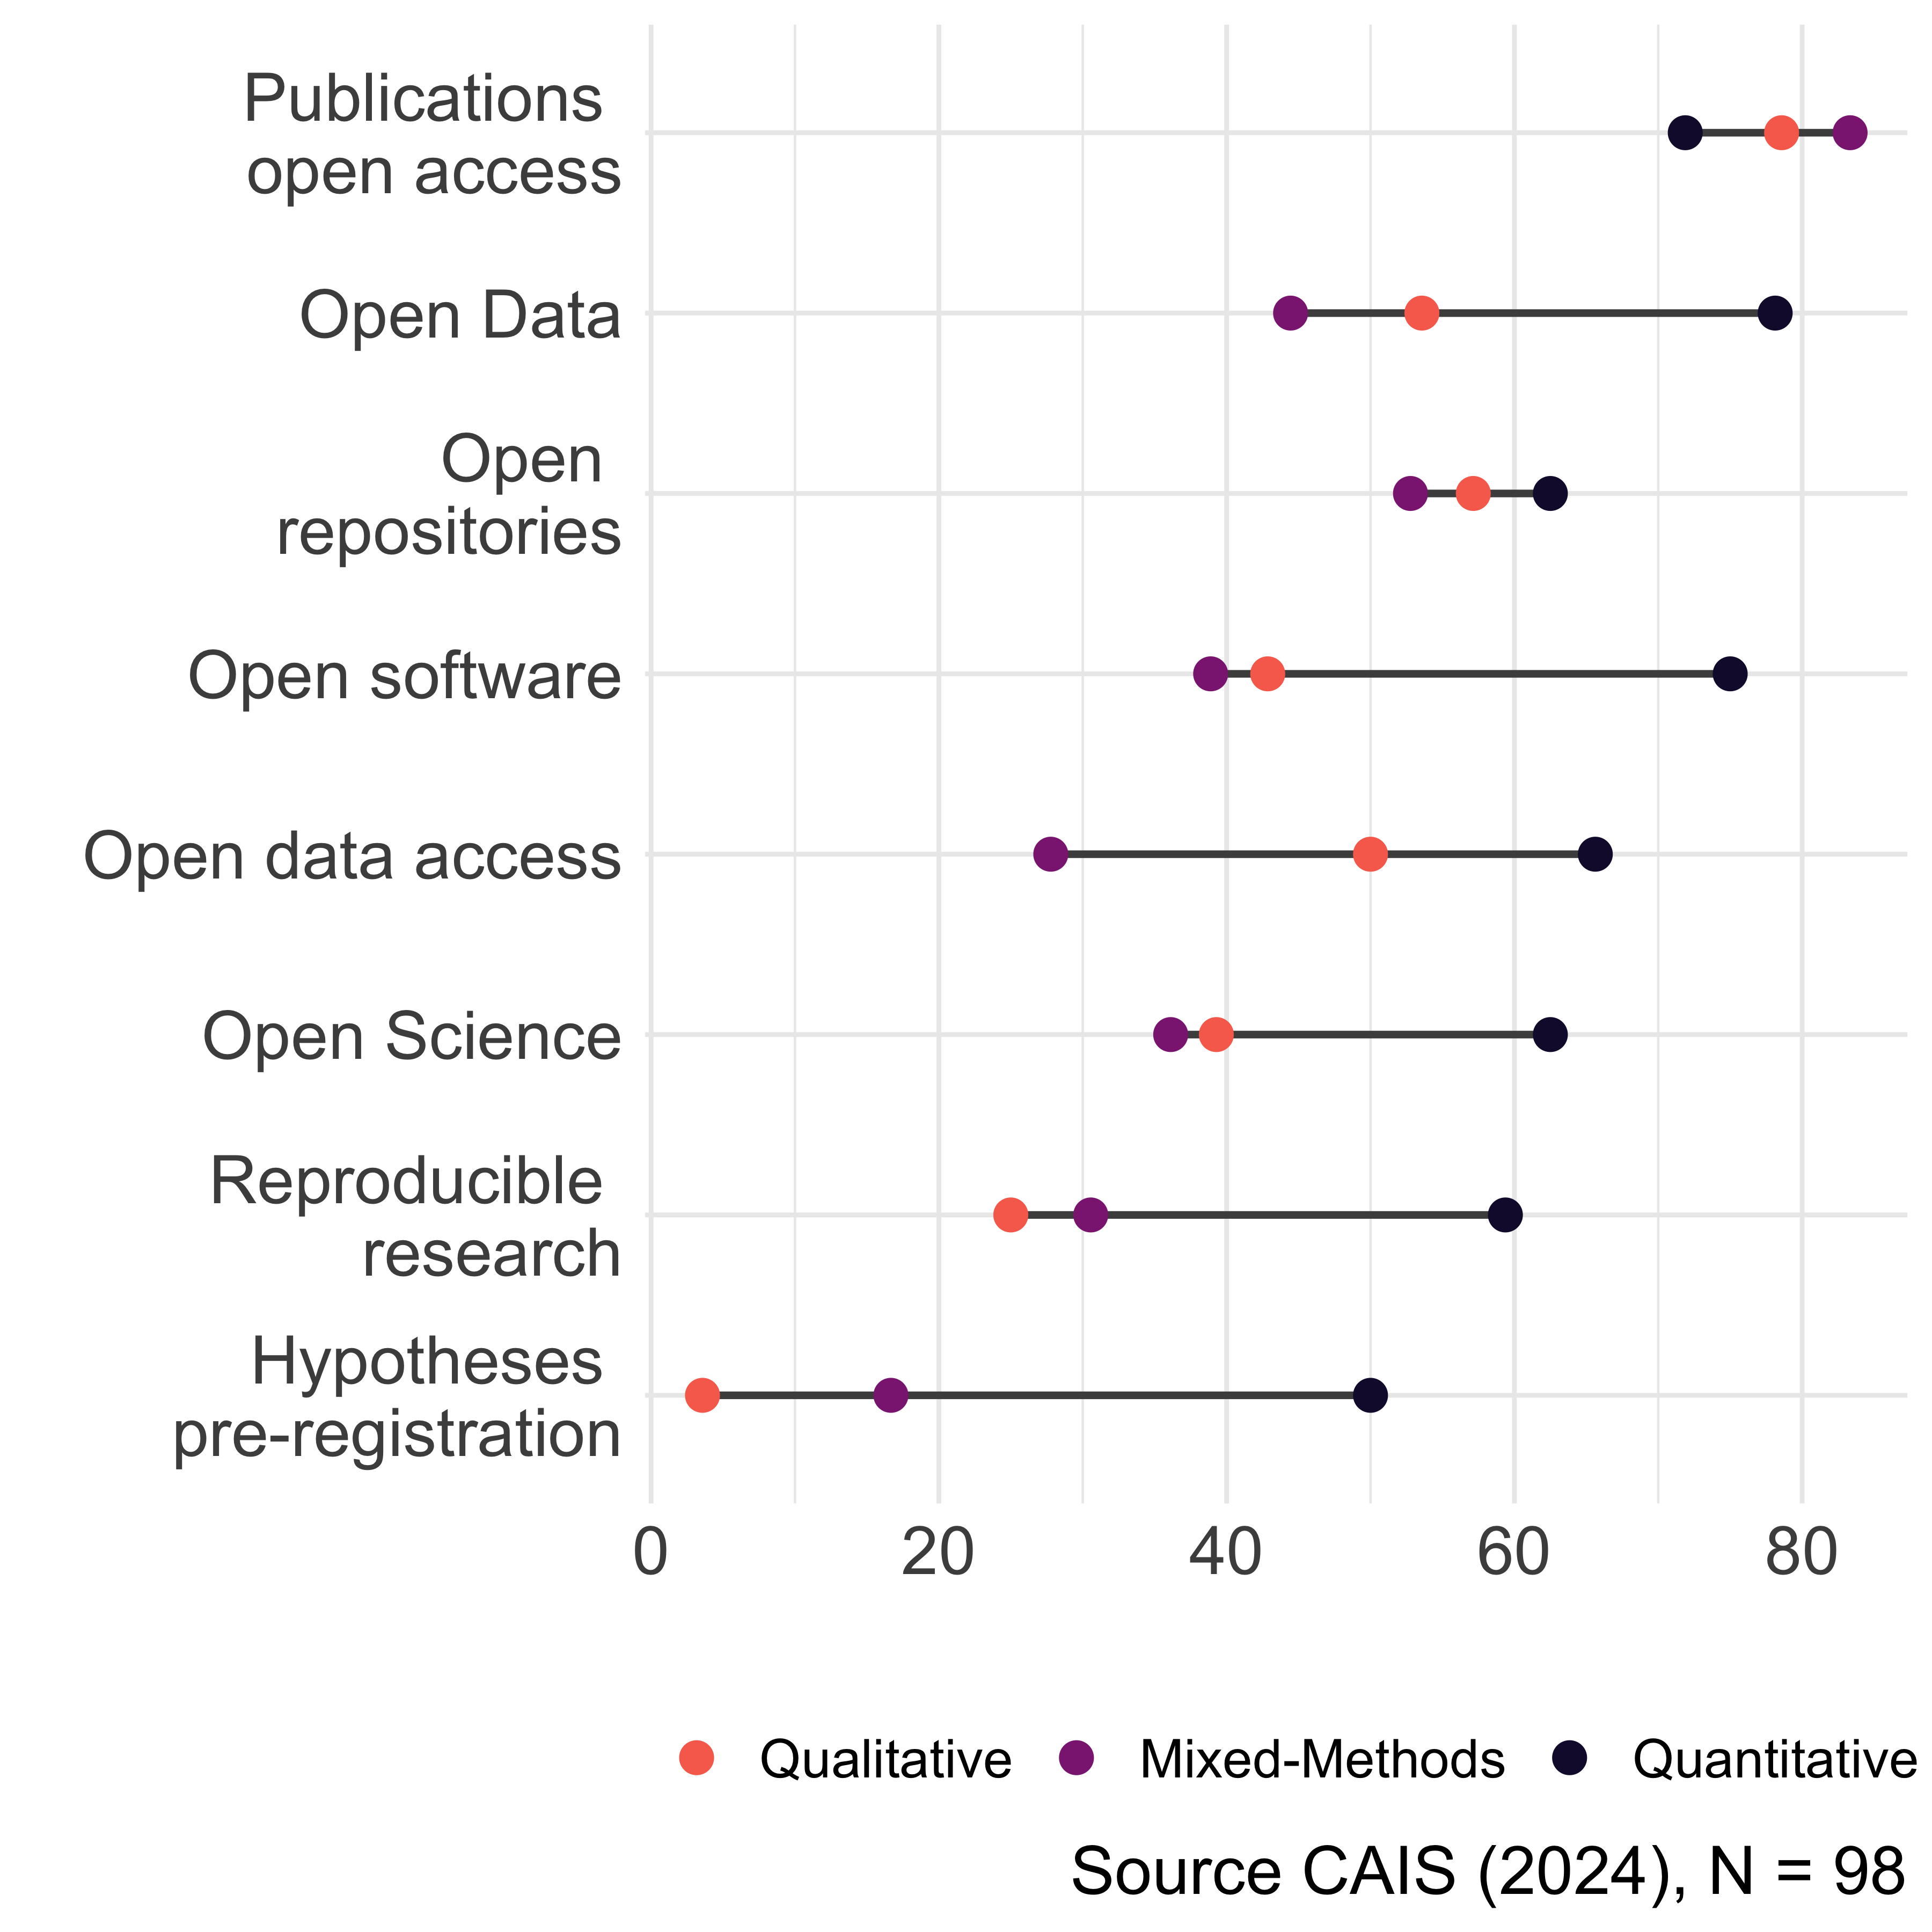 Publications
open access
Open Data
Open
repositories
Open software
Open data access
Open Science
Reproducible
research
Hypotheses
pre-registration
0 20 40 60 80
Qualitative Mixed-Methods Quantitative
Source CAIS (2024), N = 98